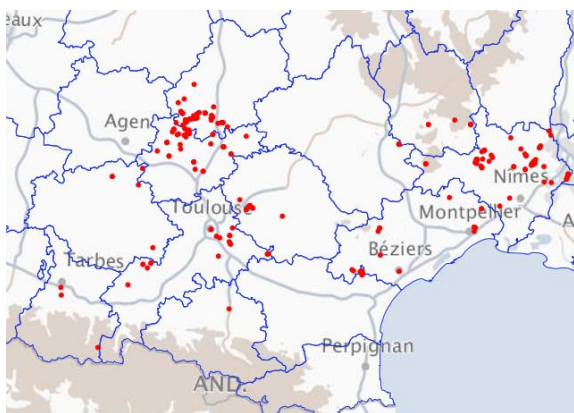 eaux
Agen
Nîmes
Toulouse
Montpellier
A
Béziers
Tarbes
Perpignan
AND.